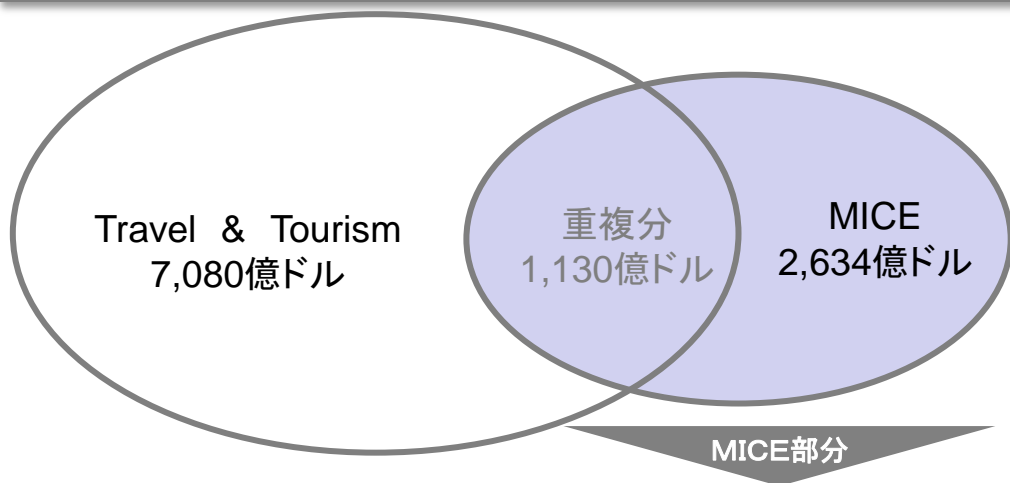 Travel & Tourism
7,080億ドル
重複分
1,130億ドル
MICE
2,634億ドル
MICE部分